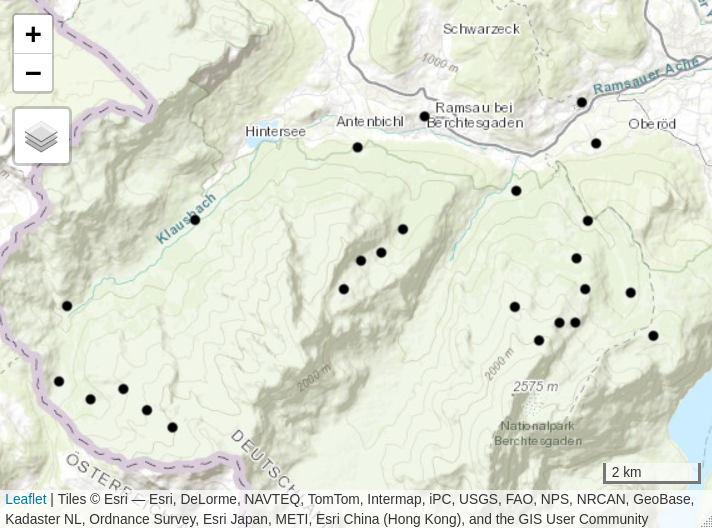 +
Schwarzeck
−
1000 m
Ramsauer Ache
Ramsau bei
Berchtesgaden
Antenbichl
Hintersee
Oberöd
Klausbach
2000 m
2000 m
2575 m
Nationalpark
Berchtesgaden
DEUTSCH
ÖSTERREICH
2 km
Leaflet | Tiles © Esri — Esri, DeLorme, NAVTEQ, TomTom, Intermap, iPC, USGS, FAO, NPS, NRCAN, GeoBase,
Kadaster NL, Ordnance Survey, Esri Japan, METI, Esri China (Hong Kong), and the GIS User Community